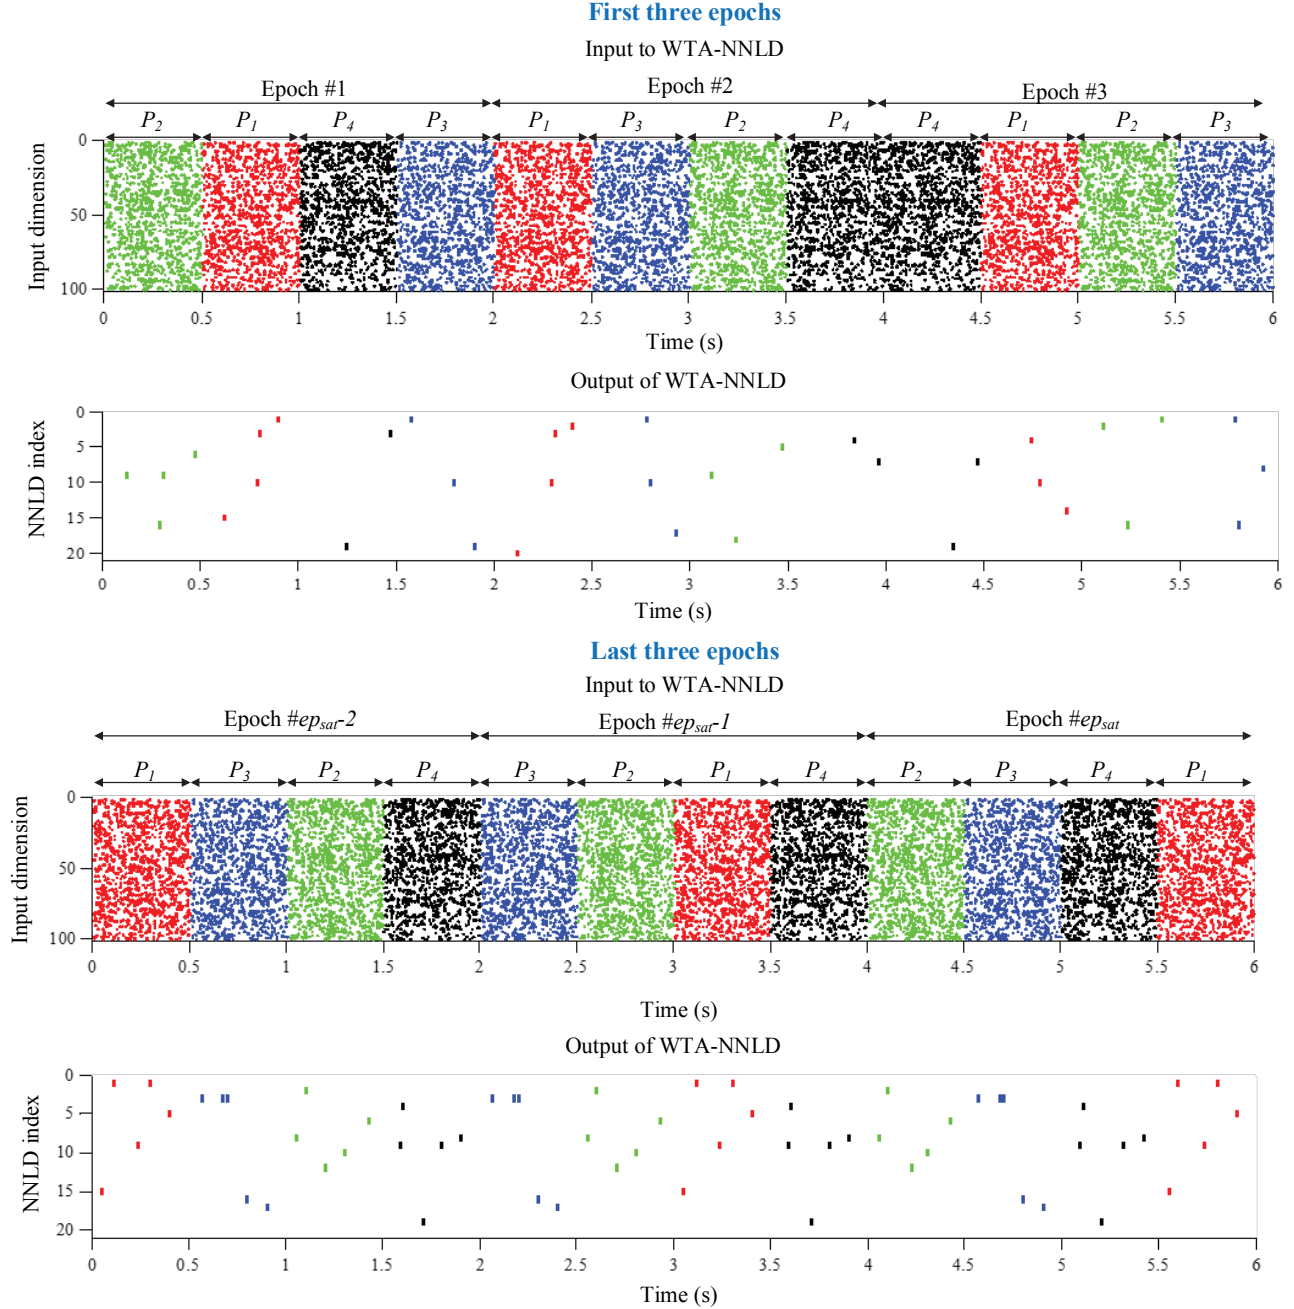 First three epochs
Input to WTA-NNLD
Epoch #1 Epoch #2 Epoch #3
P2 P1 P4 P3 P1 P3 P2 P4 P4 P1 P2 P3
Input dimension
0
50
100
0 0.5 1 1.5 2 2.5 3 3.5 4 4.5 5 5.5 6
Time (s)
Output of WTA-NNLD
NNLD index
0
5
10
15
20
0 0.5 1 1.5 2 2.5 3 3.5 4 4.5 5 5.5 6
Time (s)
Last three epochs
Input to WTA-NNLD
Epoch #epsat-2 Epoch #epsat-1 Epoch #epsat
P1 P3 P2 P4 P3 P2 P1 P4 P2 P3 P4 P1
Input dimension
0
50
100
0 0.5 1 1.5 2 2.5 3 3.5 4 4.5 5 5.5 6
Time (s)
Output of WTA-NNLD
NNLD index
0
5
10
15
20
0 0.5 1 1.5 2 2.5 3 3.5 4 4.5 5 5.5 6
Time (s)